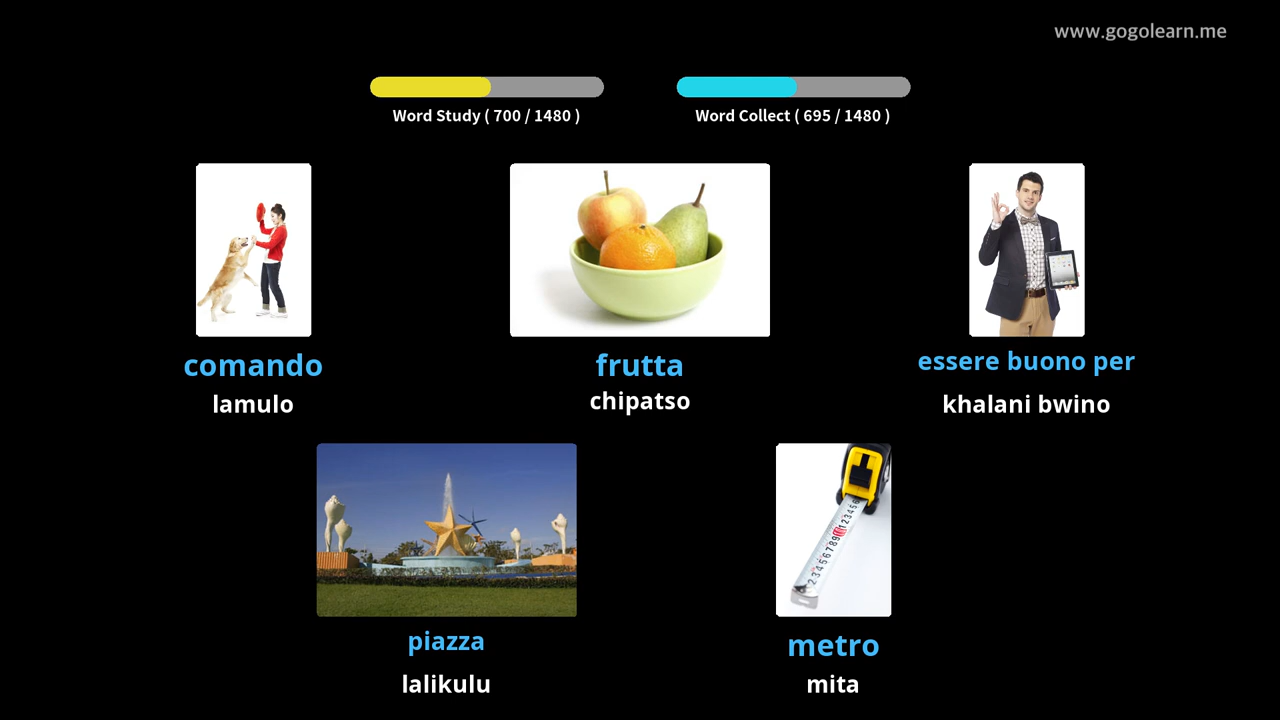 www.gogolearn.me
Word Study ( 700 / 1480 )
Word Collect ( 695 / 1480 )
comando
lamulo
frutta
chipatso
essere buono per
khalani bwino
piazza
lalikulu
metro
mita